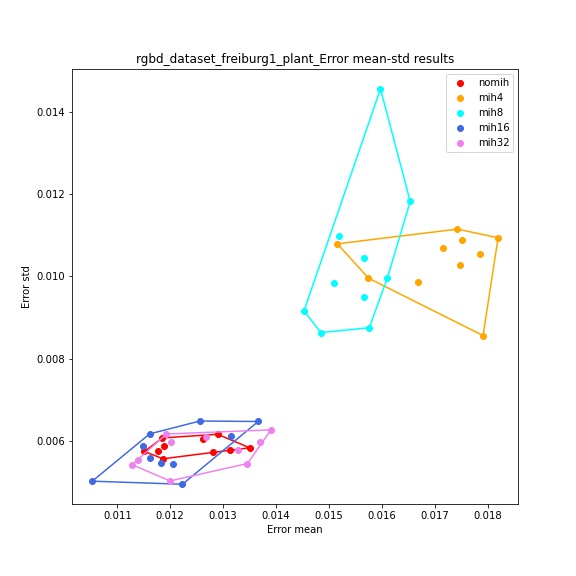 rgbd_dataset_freiburg1_plant_Error mean-std results
nomih
mih4
mih8
mih16
mih32
0.014
0.012
0.010
0.008
0.006
Error std
0.011 0.012 0.013 0.014 0.015 0.016 0.017 0.018
Error mean